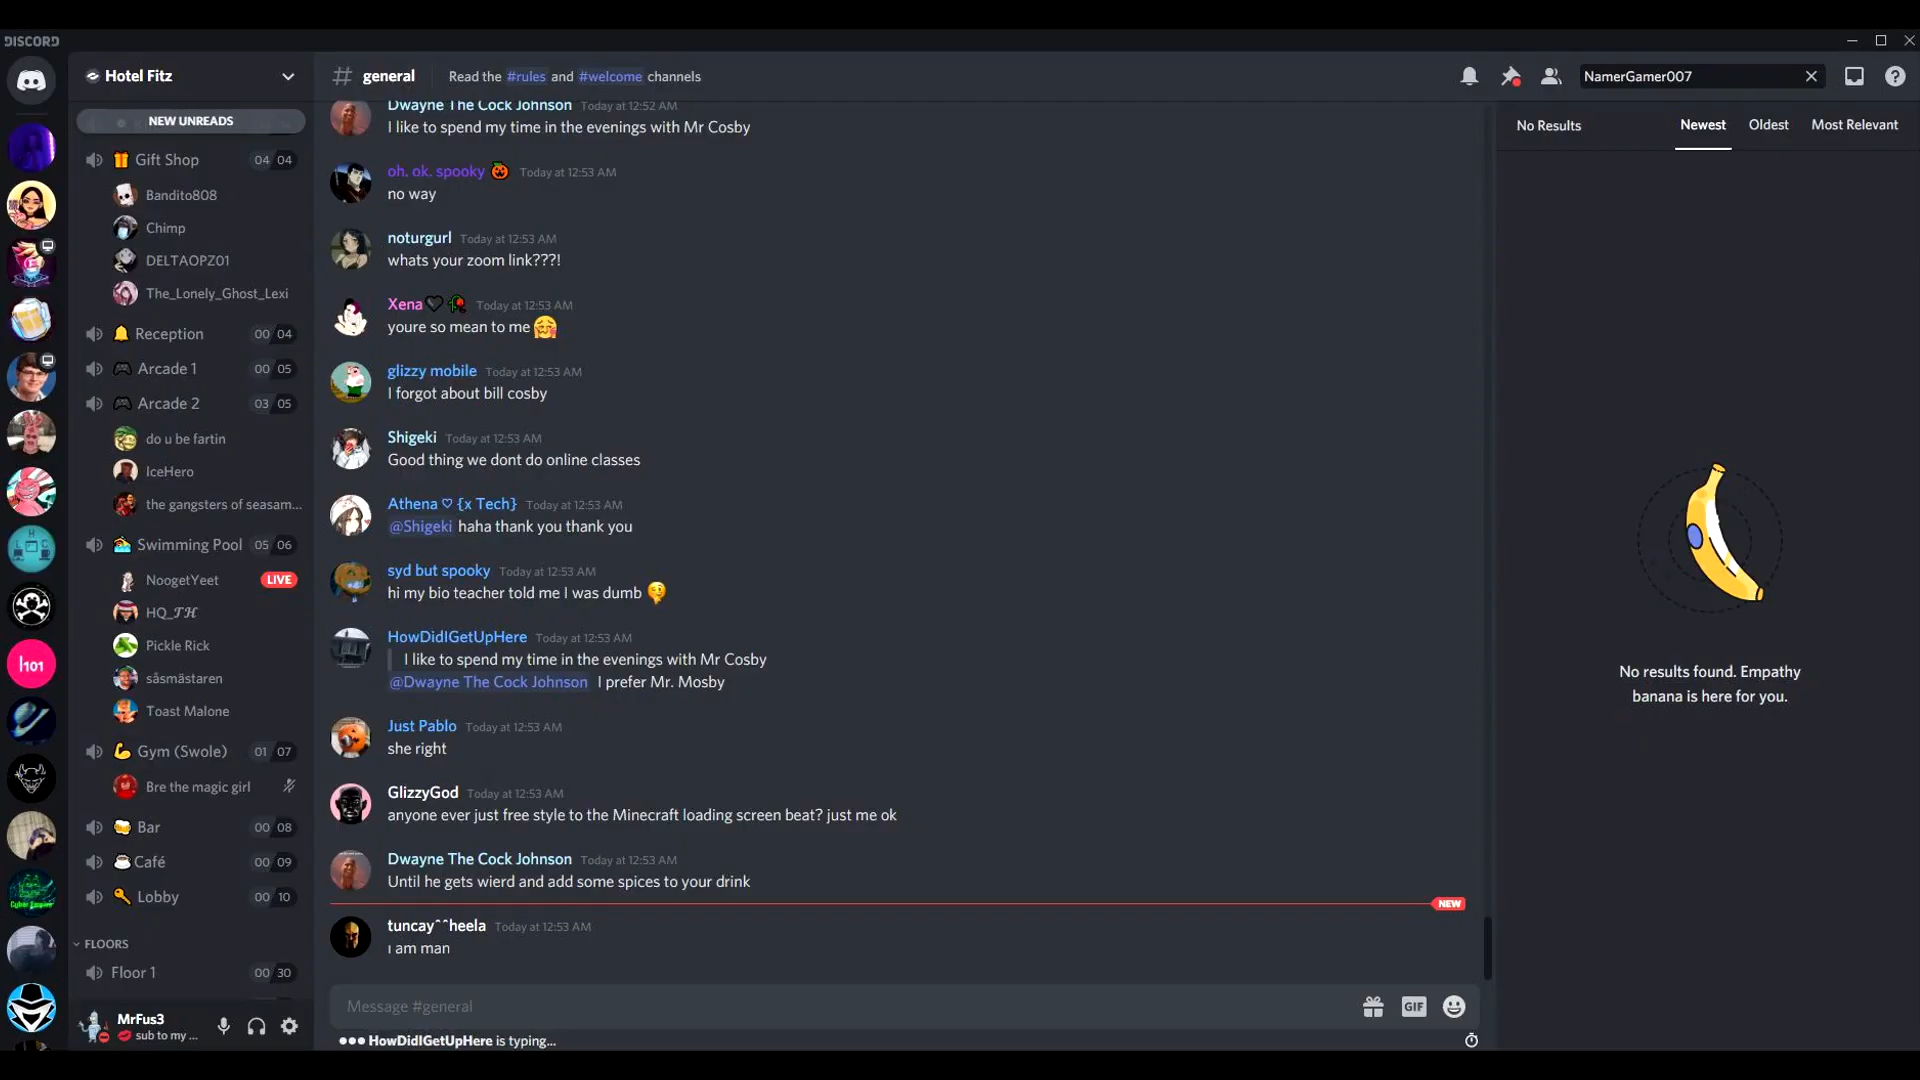 DISCORD
Hotel Fitz
NEW UNREADS
Gift Shop 04 04
Bandito808
Chimp
DELTAOPZ01
The_Lonely_Ghost_Lexi
Reception 00 04
Arcade 1 00 05
Arcade 2 03 05
do u be fartin
IceHero
the gangsters of seasam...
Swimming Pool 05 06
NoogetYeet LIVE
HQ_𝓣𝓗
Pickle Rick
såsmästaren
Toast Malone
Gym (Swole) 01 07
Bre the magic girl
Bar 00 08
Café 00 09
Lobby 00 10
FLOORS
Floor 1 00 30
MrFus3
sub to my ...
# general Read the #rules and #welcome channels
Dwayne The Cock Johnson Today at 12:52 AM
I like to spend my time in the evenings with Mr Cosby
oh. ok. spooky 🎃 Today at 12:53 AM
no way
noturgurl Today at 12:53 AM
whats your zoom link???!
Xena🖤🥀 Today at 12:53 AM
youre so mean to me 🤗
glizzy mobile Today at 12:53 AM
I forgot about bill cosby
Shigeki Today at 12:53 AM
Good thing we dont do online classes
Athena ♡ {x Tech} Today at 12:53 AM
@Shigeki haha thank you thank you
syd but spooky Today at 12:53 AM
hi my bio teacher told me I was dumb
HowDidIGetUpHere Today at 12:53 AM
I like to spend my time in the evenings with Mr Cosby
@Dwayne The Cock Johnson I prefer Mr. Mosby
Just Pablo Today at 12:53 AM
she right
GlizzyGod Today at 12:53 AM
anyone ever just free style to the Minecraft loading screen beat? just me ok
Dwayne The Cock Johnson Today at 12:53 AM
Until he gets wierd and add some spices to your drink
NEW
tuncay^^heela Today at 12:53 AM
ı am man
Message #general
GIF
HowDidIGetUpHere is typing...
NamerGamer007
No Results Newest Oldest Most Relevant
No results found. Empathy
banana is here for you.
h101
Cyber Empire